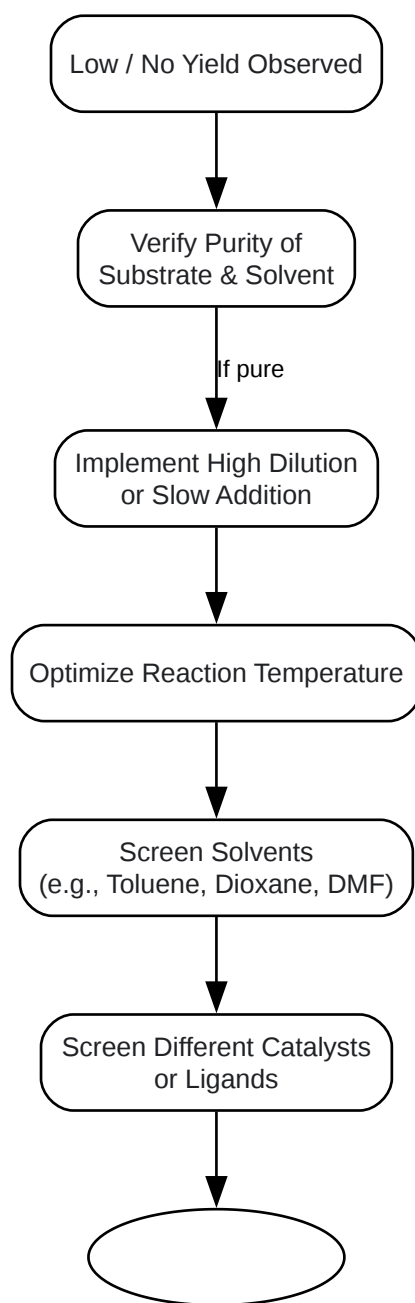 Low / No Yield Observed
Verify Purity of
Substrate & Solvent
If pure
Implement High Dilution
or Slow Addition
Optimize Reaction Temperature
Screen Solvents
(e.g., Toluene, Dioxane, DMF)
Screen Different Catalysts
or Ligands